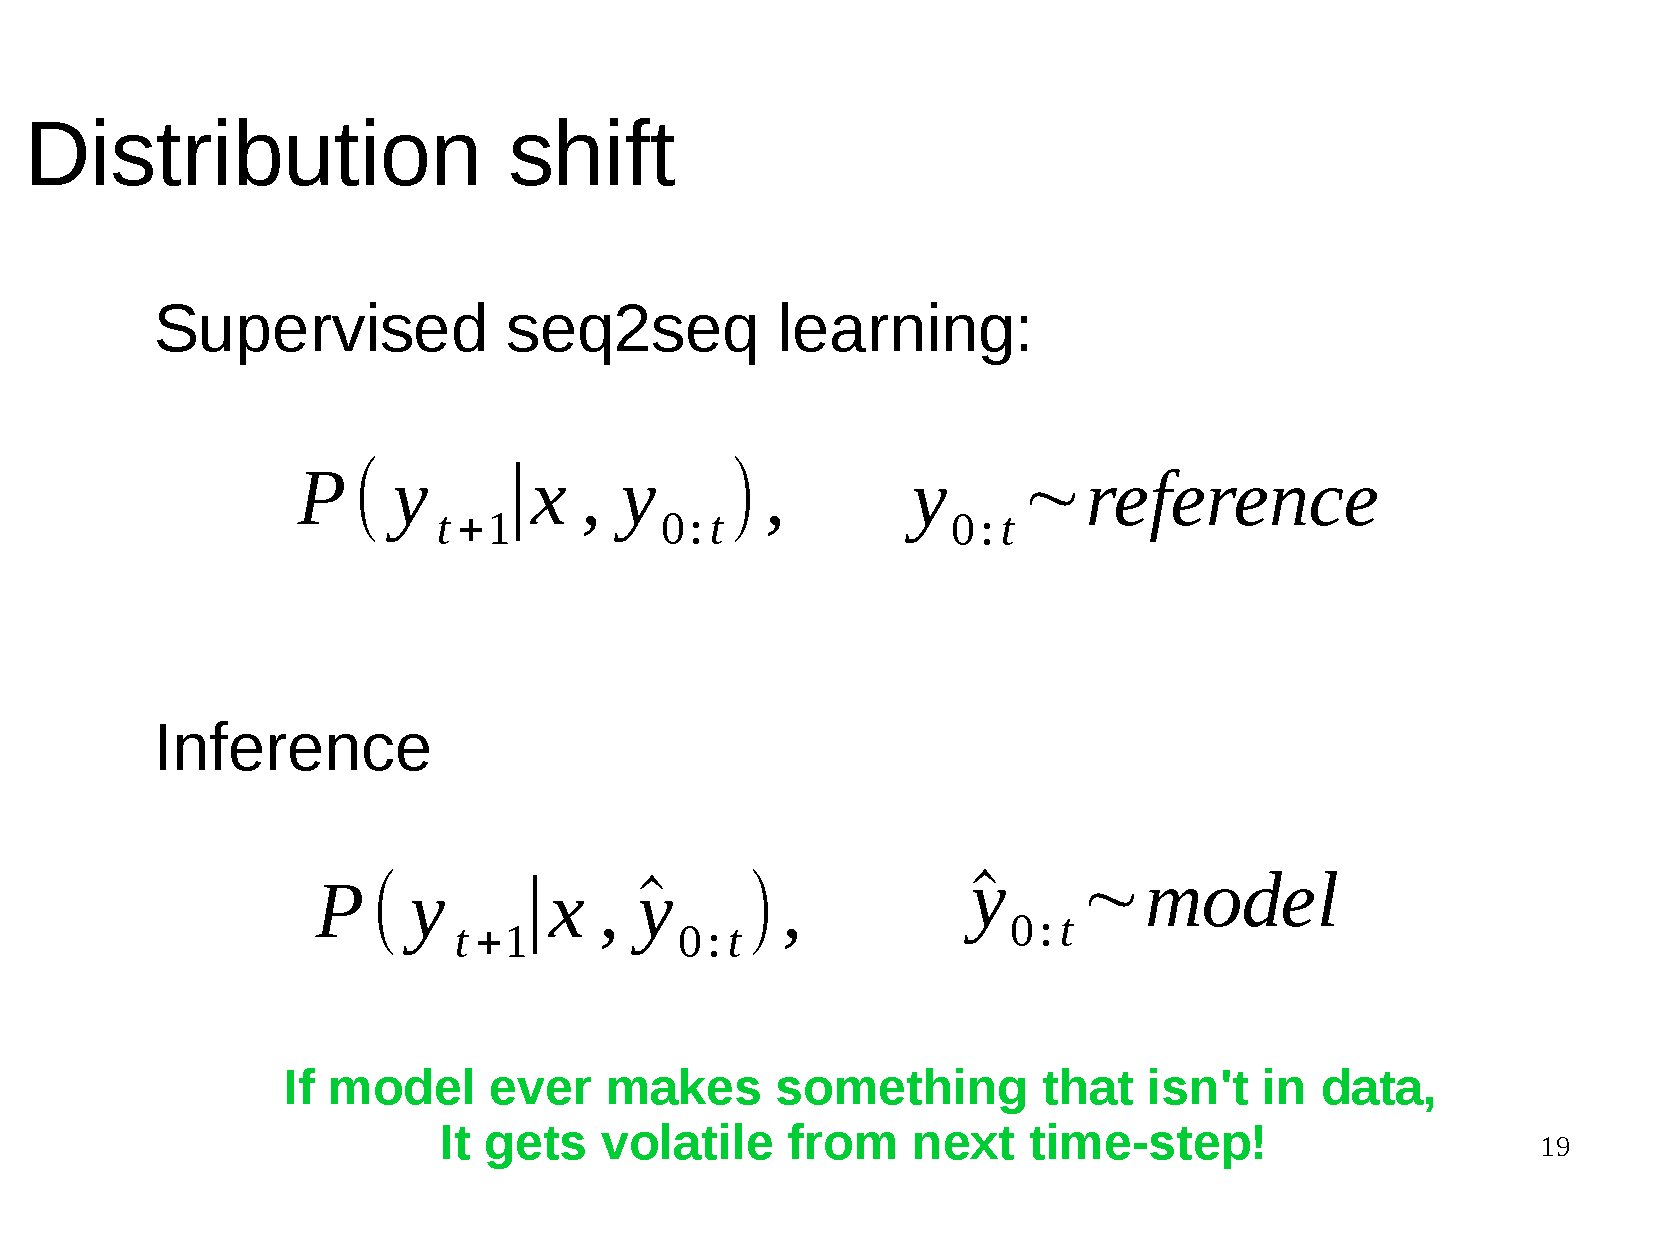 Distribution shift
Supervised seq2seq learning:
P(y_{t+1}|x, y_{0:t}), y_{0:t} ~ reference
Inference
P(y_{t+1}|x, ŷ_{0:t}), ŷ_{0:t} ~ model
If model ever makes something that isn't in data,
It gets volatile from next time-step!
19